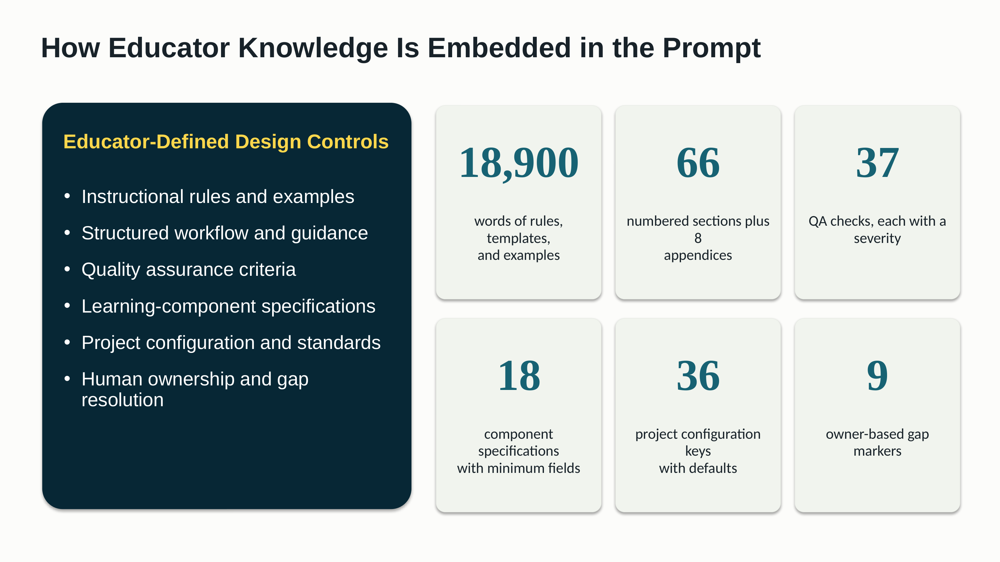 How Educator Knowledge Is Embedded in the Prompt
Educator-Defined Design Controls
• Instructional rules and examples
• Structured workflow and guidance
• Quality assurance criteria
• Learning-component specifications
• Project configuration and standards
• Human ownership and gap
resolution
18,900
words of rules,
templates,
and examples
66
numbered sections plus
8
appendices
37
QA checks, each with a
severity
18
component
specifications
with minimum fields
36
project configuration
keys
with defaults
9
owner-based gap
markers